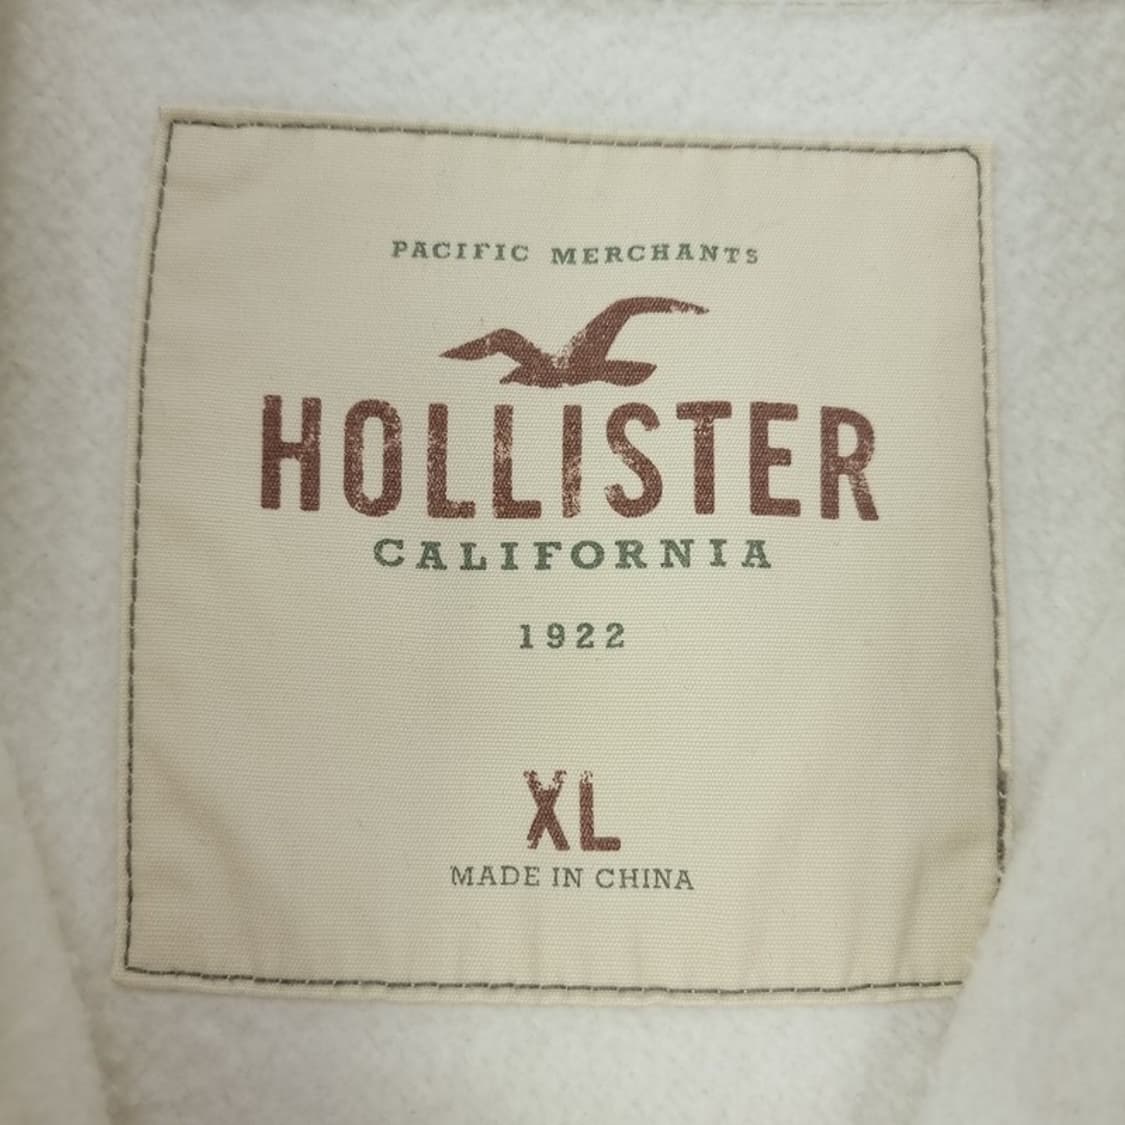 PACIFIC MERCHANTS
HOLLISTER
CALIFORNIA
1922
XL
MADE IN CHINA